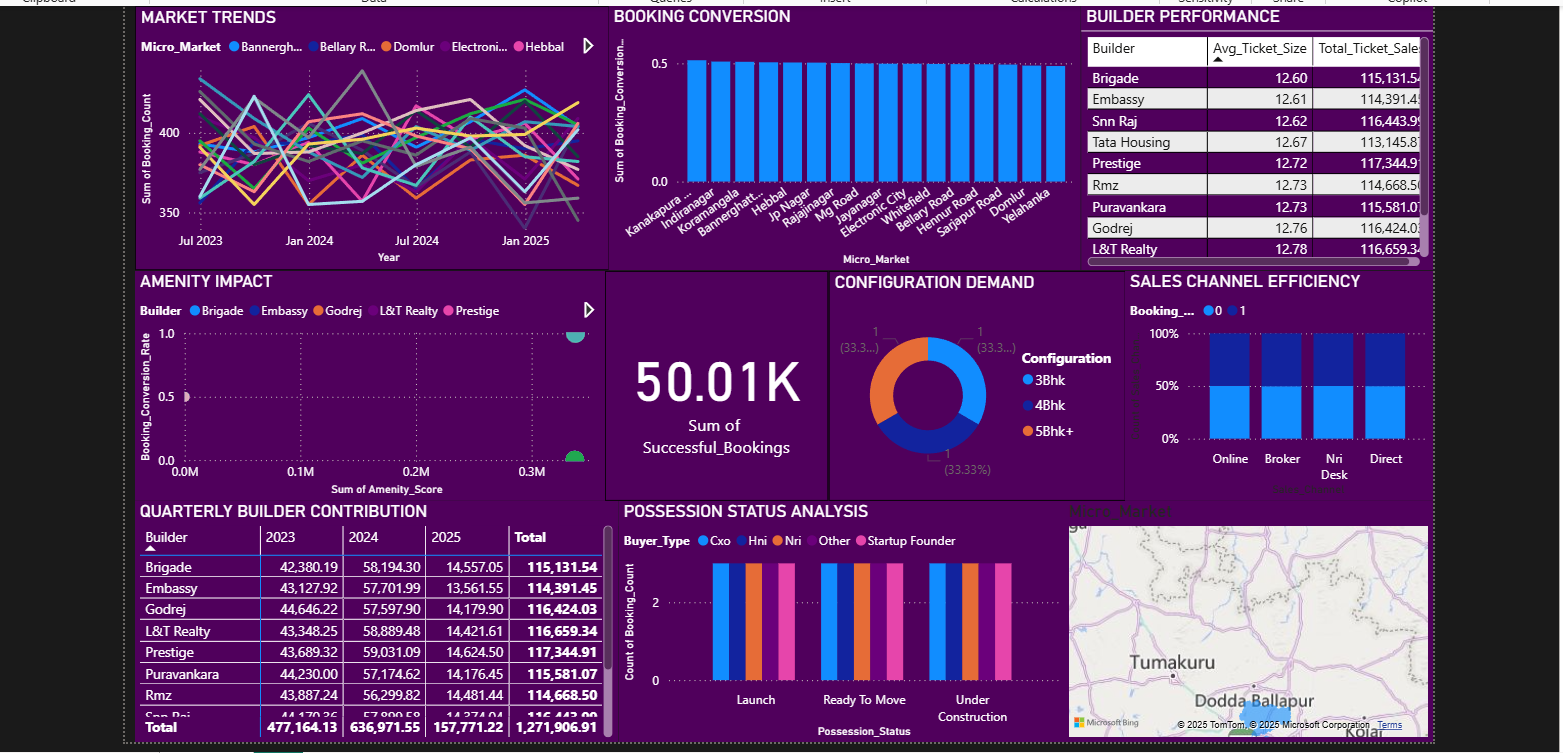 MARKET TRENDS
Micro_Market Bannergh... Bellary R... Domlur Electroni... Hebbal
Sum of Booking_Count
400
350
Jul 2023 Jan 2024 Jul 2024 Jan 2025
Year
BOOKING CONVERSION
Sum of Booking_Conversion...
0.5
0.0
Kanakapura ...
Indiranagar
Koramangala
Bannerghatt...
Hebbal
Jp Nagar
Rajajinagar
Mg Road
Jayanagar
Electronic City
Whitefield
Bellary Road
Hennur Road
Sarjapur Road
Domlur
Yelahanka
Micro_Market
BUILDER PERFORMANCE
Builder Avg_Ticket_Size Total_Ticket_Sales
Brigade 12.60 115,131.54
Embassy 12.61 114,391.45
Snn Raj 12.62 116,443.99
Tata Housing 12.67 113,145.87
Prestige 12.72 117,344.91
Rmz 12.73 114,668.50
Puravankara 12.73 115,581.07
Godrej 12.76 116,424.03
L&T Realty 12.78 116,659.34
AMENITY IMPACT
Builder Brigade Embassy Godrej L&T Realty Prestige
Booking_Conversion_Rate
1.0
0.5
0.0
0.0M 0.1M 0.2M 0.3M
Sum of Amenity_Score
50.01K
Sum of
Successful_Bookings
CONFIGURATION DEMAND
1
(33.3...)
1
(33.3...)
1
(33.33%)
Configuration
3Bhk
4Bhk
5Bhk+
SALES CHANNEL EFFICIENCY
Booking_... 0 1
100%
50%
0%
Online Broker Nri Desk Direct
QUARTERLY BUILDER CONTRIBUTION
Builder 2023 2024 2025 Total
Brigade 42,380.19 58,194.30 14,557.05 115,131.54
Embassy 43,127.92 57,701.99 13,561.55 114,391.45
Godrej 44,646.22 57,597.90 14,179.90 116,424.03
L&T Realty 43,348.25 58,889.48 14,421.61 116,659.34
Prestige 43,689.32 59,031.09 14,624.50 117,344.91
Puravankara 44,230.00 57,174.62 14,176.45 115,581.07
Rmz 43,887.24 56,299.82 14,481.44 114,668.50
Total 477,164.13 636,971.55 157,771.22 1,271,906.91
POSSESSION STATUS ANALYSIS
Buyer_Type Cxo Hni Nri Other Startup Founder
Count of Booking_Count
2
0
Launch Ready To Move Under Construction
Possession_Status
Micro_Market
Tumakuru
Dodda Ballapur
Kolar
Microsoft Bing
© 2025 TomTom, © 2025 Microsoft Corporation Terms